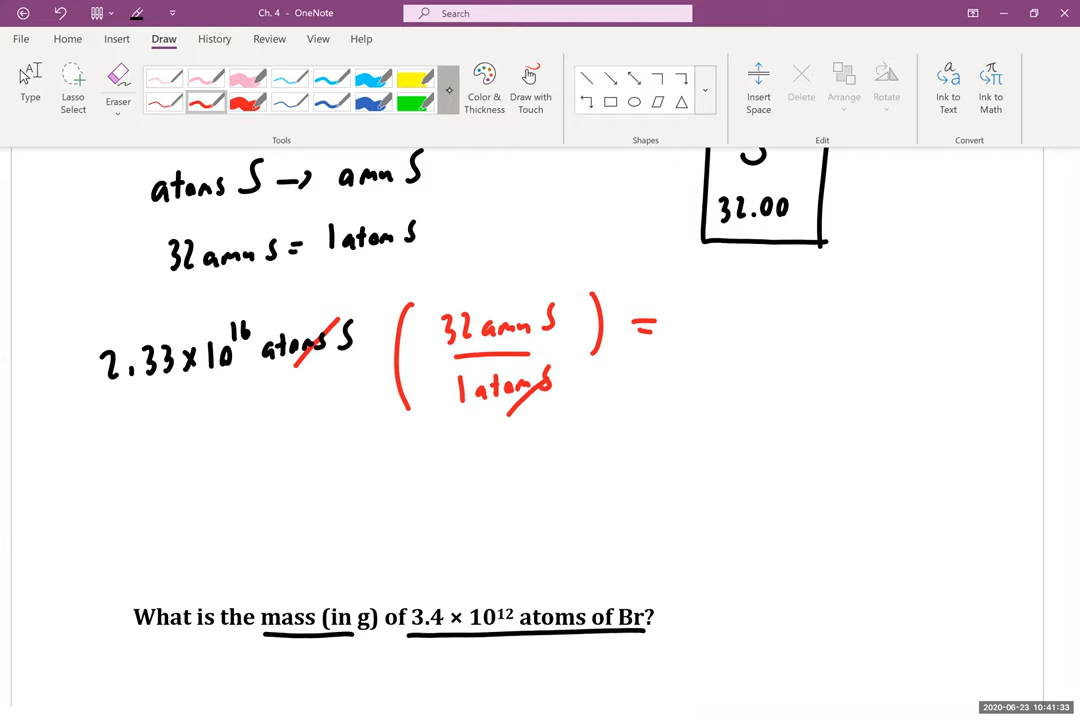 Ch. 4 - OneNote
Search
File Home Insert Draw History Review View Help
Type
Lasso Select
Eraser
Color & Thickness
Draw with Touch
Insert Space
Delete
Arrange
Rotate
Ink to Text
Ink to Math
Tools
Shapes
Edit
Convert
atoms S → amu S
S
32.00
32 amu S = 1 atom S
2.33 × 10^16 atoms S ( 32 amu S / 1 atom S ) =
What is the mass (in g) of 3.4 × 10^12 atoms of Br?
2020-06-23 10:41:33